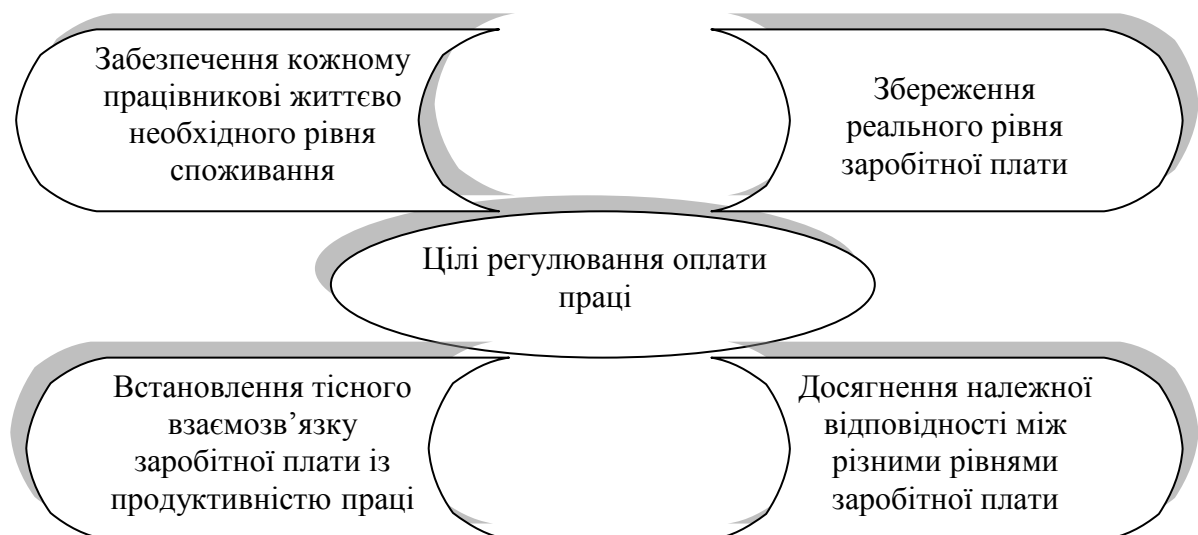 Забезпечення кожному
працівникові життєво
необхідного рівня
споживання
Збереження
реального рівня
заробітної плати
Цілі регулювання оплати
праці
Встановлення тісного
взаємозв’язку
заробітної плати із
продуктивністю праці
Досягнення належної
відповідності між
різними рівнями
заробітної плати